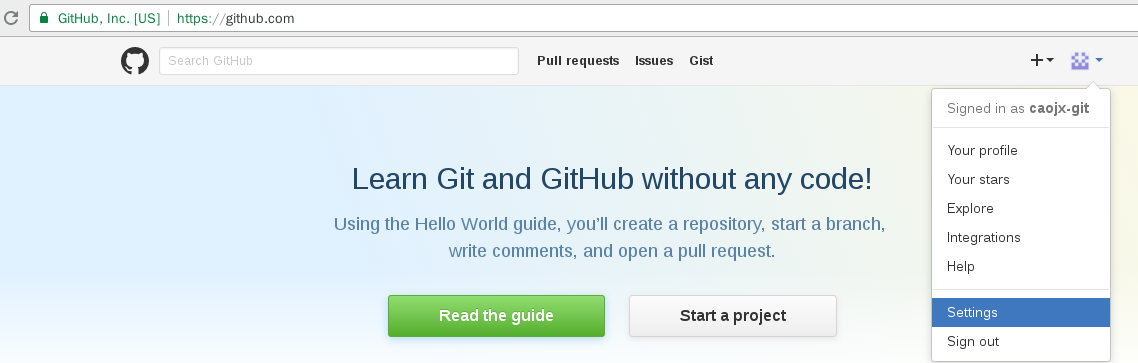 GitHub, Inc. [US] https://github.com
Search GitHub Pull requests Issues Gist
Signed in as caojx-git
Your profile
Your stars
Explore
Integrations
Help
Settings
Sign out
Learn Git and GitHub without any code!
Using the Hello World guide, you’ll create a repository, start a branch,
write comments, and open a pull request.
Read the guide Start a project